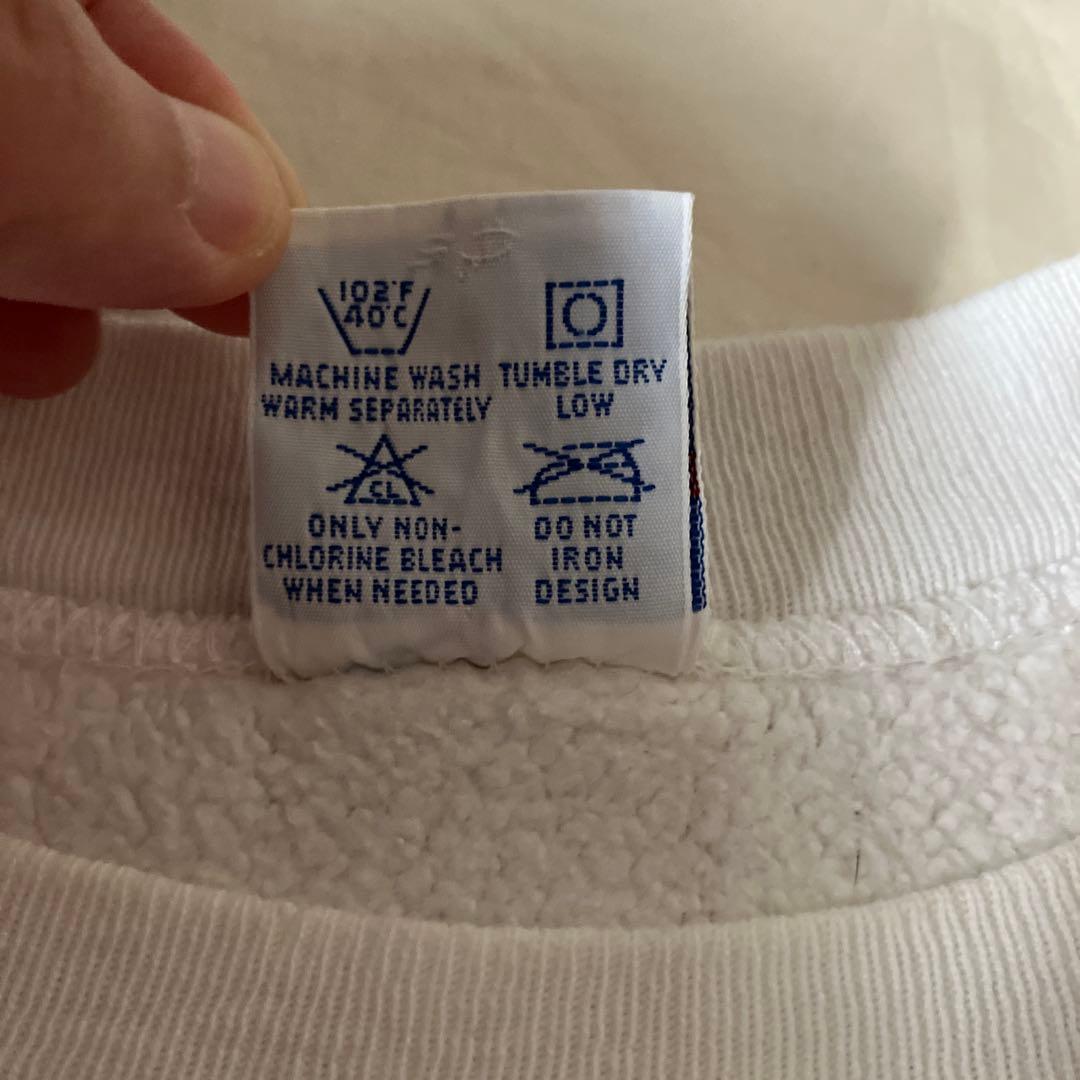 102°F
40°C
MACHINE WASH
WARM SEPARATELY
TUMBLE DRY
LOW
CL
ONLY NON-
CHLORINE BLEACH
WHEN NEEDED
DO NOT
IRON
DESIGN